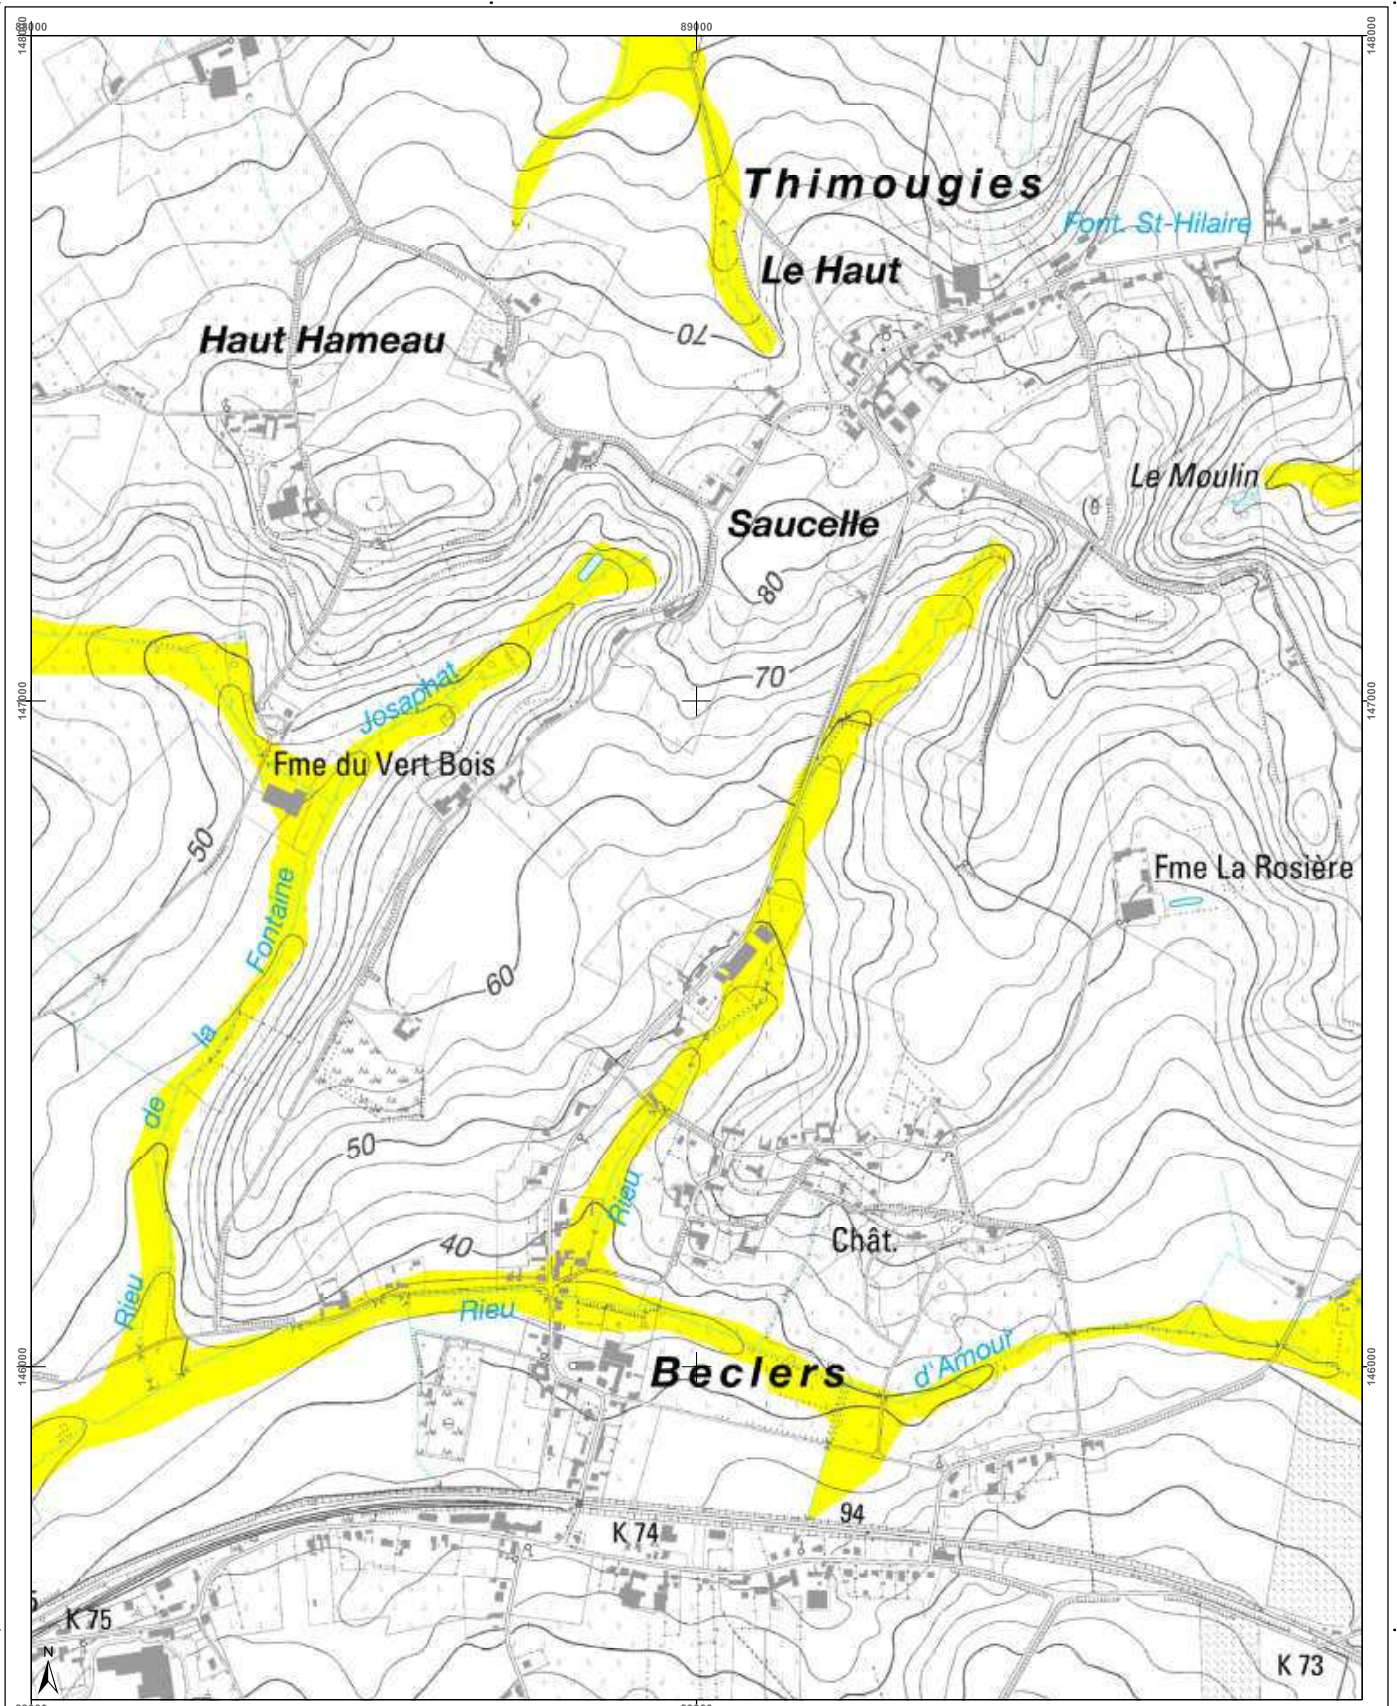 88000
89000
148000
148000
Thimougies
Font. St-Hilaire
Le Haut
70
Haut Hameau
Le Moulin
Saucelle
80
70
Josaphat
147000
147000
Fme du Vert Bois
50
Fme La Rosière
Fontaine
60
la
de
50
Rieu
Chât.
40
Rieu
Rieu
146000
146000
Beclers
d'Amour
94
K 74
K 75
N
K 73